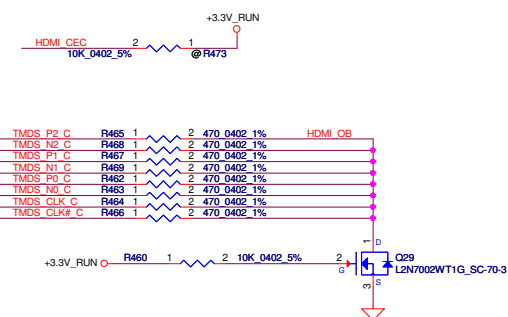 +3.3V_RUN
HDMI_CEC 2 1
10K_0402_5% @ R473
TMDS_P2_C R465 1 2 470_0402_1% HDMI_OB
TMDS_N2_C R468 1 2 470_0402_1%
TMDS_P1_C R467 1 2 470_0402_1%
TMDS_N1_C R469 1 2 470_0402_1%
TMDS_P0_C R462 1 2 470_0402_1%
TMDS_N0_C R463 1 2 470_0402_1%
TMDS_CLK_C R464 1 2 470_0402_1%
TMDS_CLK#_C R466 1 2 470_0402_1%
1 D
+3.3V_RUN R460 1 2 10K_0402_5% 2 G Q29
L2N7002WT1G_SC-70-3
3 S